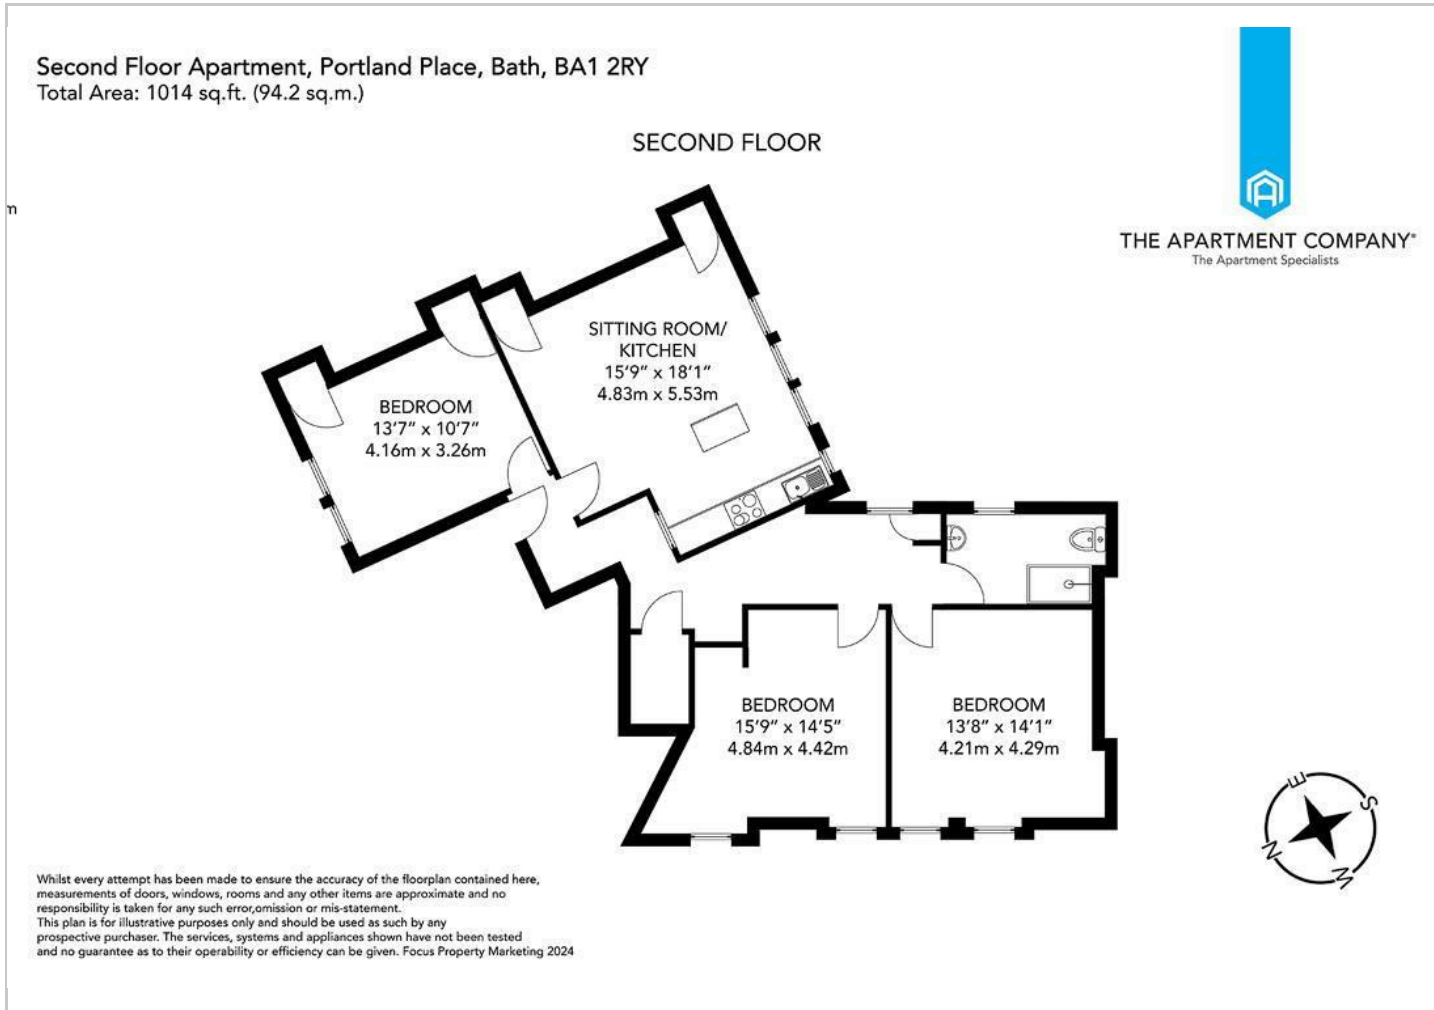 Second Floor Apartment, Portland Place, Bath, BA1 2RY
Total Area: 1014 sq.ft. (94.2 sq.m.)
SECOND FLOOR
m
THE APARTMENT COMPANY®
The Apartment Specialists
SITTING ROOM/
KITCHEN
15'9" x 18'1"
4.83m x 5.53m
BEDROOM
13'7" x 10'7"
4.16m x 3.26m
BEDROOM
15'9" x 14'5"
4.84m x 4.42m
BEDROOM
13'8" x 14'1"
4.21m x 4.29m
E
S
N
W
Whilst every attempt has been made to ensure the accuracy of the floorplan contained here,
measurements of doors, windows, rooms and any other items are approximate and no
responsibility is taken for any such error,omission or mis-statement.
This plan is for illustrative purposes only and should be used as such by any
prospective purchaser. The services, systems and appliances shown have not been tested
and no guarantee as to their operability or efficiency can be given. Focus Property Marketing 2024